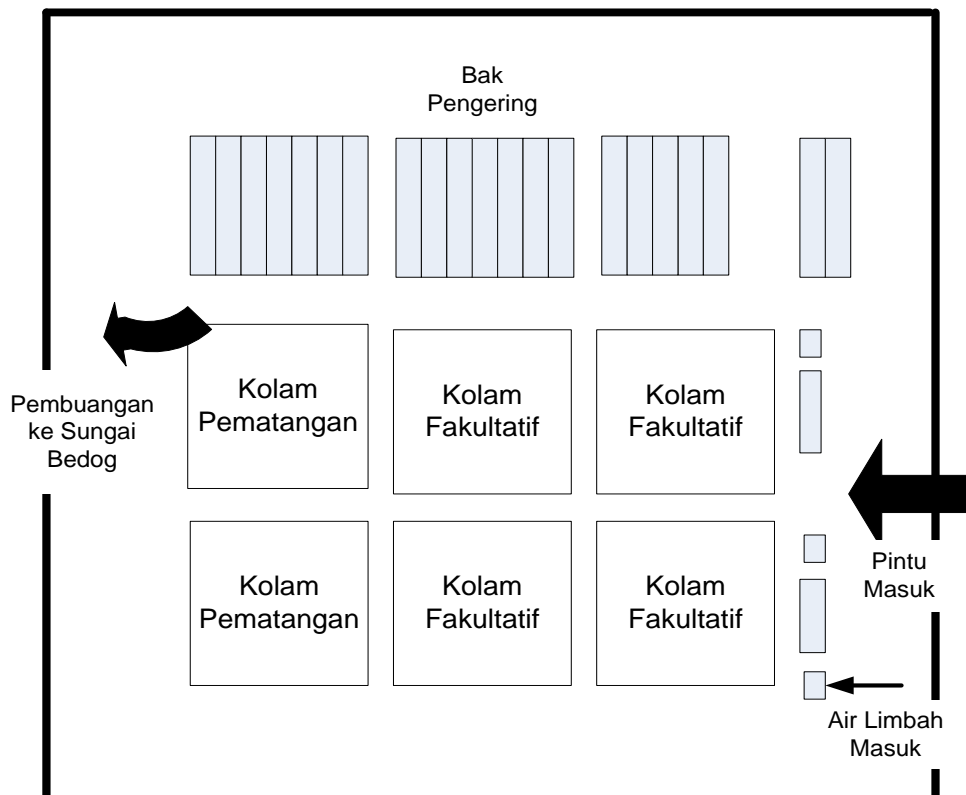 Bak
Pengering
Pembuangan
ke Sungai
Bedog
Kolam
Pematangan
Kolam
Fakultatif
Kolam
Fakultatif
Kolam
Pematangan
Kolam
Fakultatif
Kolam
Fakultatif
Pintu
Masuk
Air Limbah
Masuk